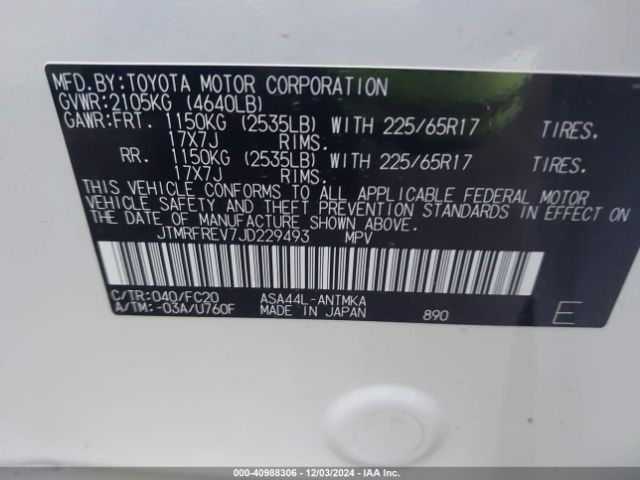 MFD.BY:TOYOTA MOTOR CORPORATION
GVWR:2105KG (4640LB)
GAWR:FRT. 1150KG (2535LB) WITH 225/65R17 TIRES.
17X7J RIMS.
RR. 1150KG (2535LB) WITH 225/65R17 TIRES.
17X7J RIMS.
THIS VEHICLE CONFORMS TO ALL APPLICABLE FEDERAL MOTOR
VEHICLE SAFETY AND THEFT PREVENTION STANDARDS IN EFFECT ON
THE DATE OF MANUFACTURE SHOWN ABOVE.
JTMRFREV7JD229493 MPV
C/TR:040/FC20 ASA44L-ANTMKA
A/TM:-03A/U760F MADE IN JAPAN 890 E
000-40988306 - 12/03/2024 - IAA Inc.